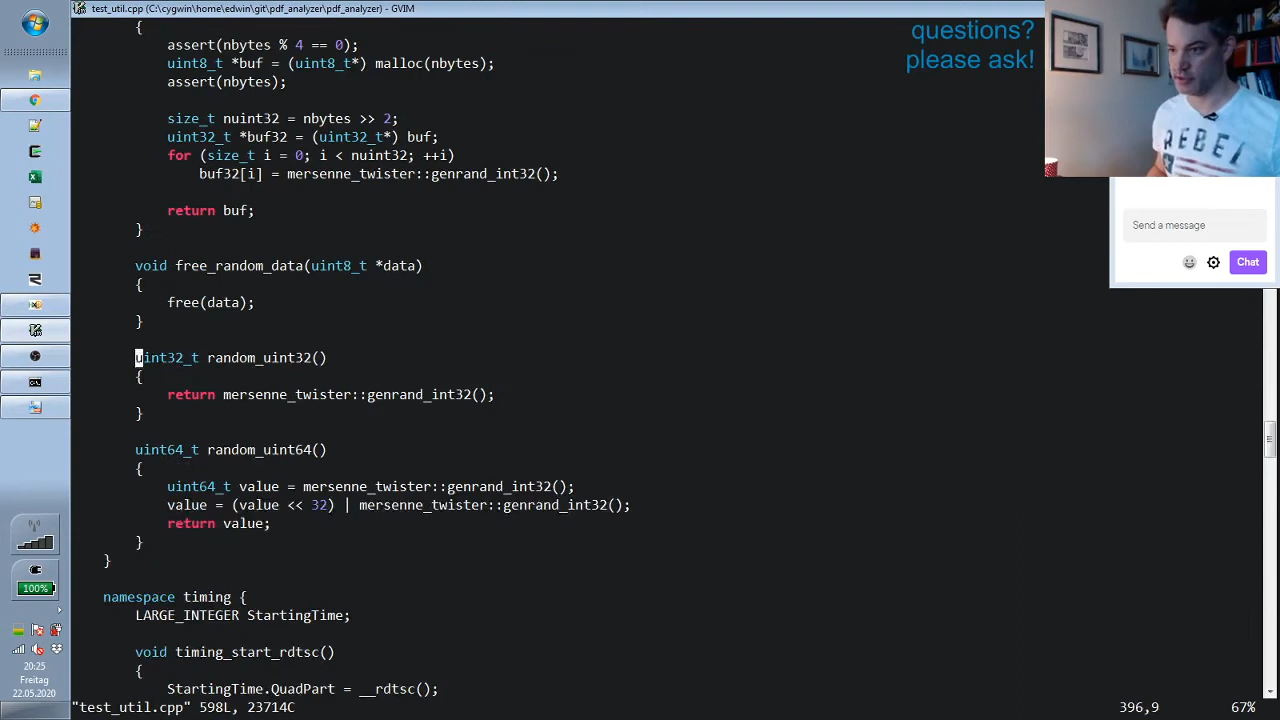 test_util.cpp (C:\cygwin\home\edwin\git\pdf_analyzer\pdf_analyzer) - GVIM
questions?
please ask!
REBEL
Send a message
Chat
{
assert(nbytes % 4 == 0);
uint8_t *buf = (uint8_t*) malloc(nbytes);
assert(nbytes);
size_t nuint32 = nbytes >> 2;
uint32_t *buf32 = (uint32_t*) buf;
for (size_t i = 0; i < nuint32; ++i)
buf32[i] = mersenne_twister::genrand_int32();
return buf;
}
void free_random_data(uint8_t *data)
{
free(data);
}
uint32_t random_uint32()
{
return mersenne_twister::genrand_int32();
}
uint64_t random_uint64()
{
uint64_t value = mersenne_twister::genrand_int32();
value = (value << 32) | mersenne_twister::genrand_int32();
return value;
}
}
namespace timing {
LARGE_INTEGER StartingTime;
void timing_start_rdtsc()
{
StartingTime.QuadPart = __rdtsc();
"test_util.cpp" 598L, 23714C
396,9
67%
100%
20:25
Freitag
22.05.2020